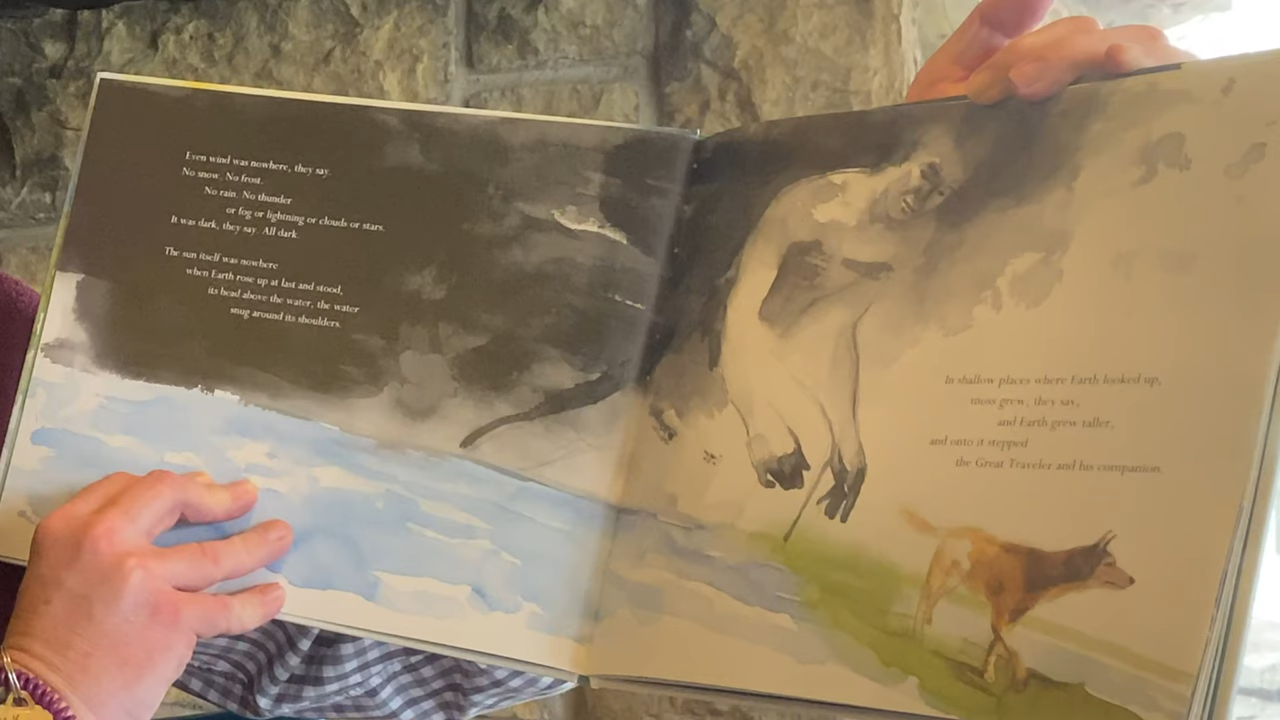 Even wind was nowhere, they say.
No snow. No frost.
No rain. No thunder
or fog or lightning or clouds or stars.
It was dark, they say. All dark.
The sun itself was nowhere
when Earth rose up at last and stood,
its head above the water, the water
snug around its shoulders.
In shallow places where Earth looked up,
moss grew, they say,
and Earth grew taller,
and onto it stepped
the Great Traveler and his companion.